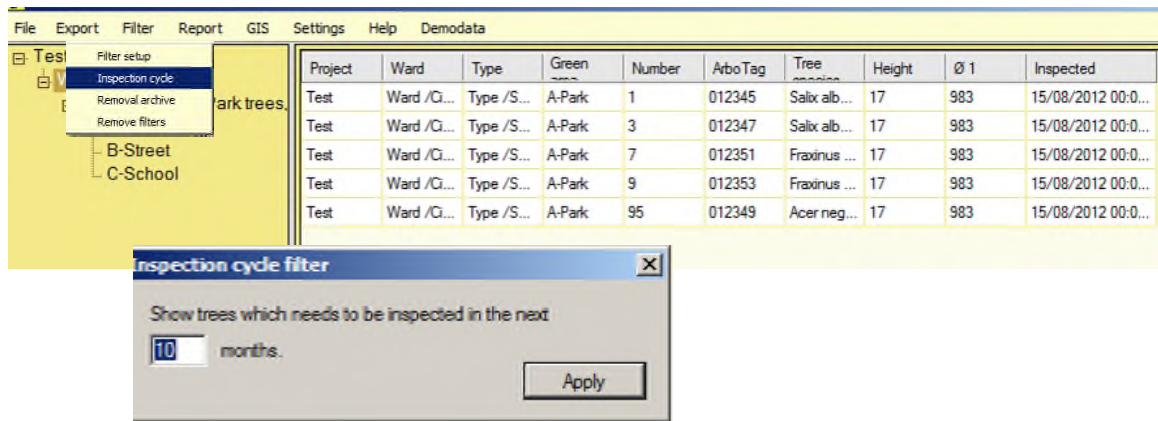 File Export Filter Report GIS Settings Help Demodata
Filter setup
Inspection cycle
Removal archive
Remove filters
Test
ark trees,
B-Street
C-School
Project Ward Type Green Number ArboTag Tree Height Ø 1 Inspected
Test Ward /Ci... Type /S... A-Park 1 012345 Salix alb... 17 983 15/08/2012 00:0...
Test Ward /Ci... Type /S... A-Park 3 012347 Salix alb... 17 983 15/08/2012 00:0...
Test Ward /Ci... Type /S... A-Park 7 012351 Fraxinus ... 17 983 15/08/2012 00:0...
Test Ward /Ci... Type /S... A-Park 9 012353 Fraxinus ... 17 983 15/08/2012 00:0...
Test Ward /Ci... Type /S... A-Park 95 012349 Acer neg... 17 983 15/08/2012 00:0...
Inspection cycle filter
Show trees which needs to be inspected in the next
10 months.
Apply